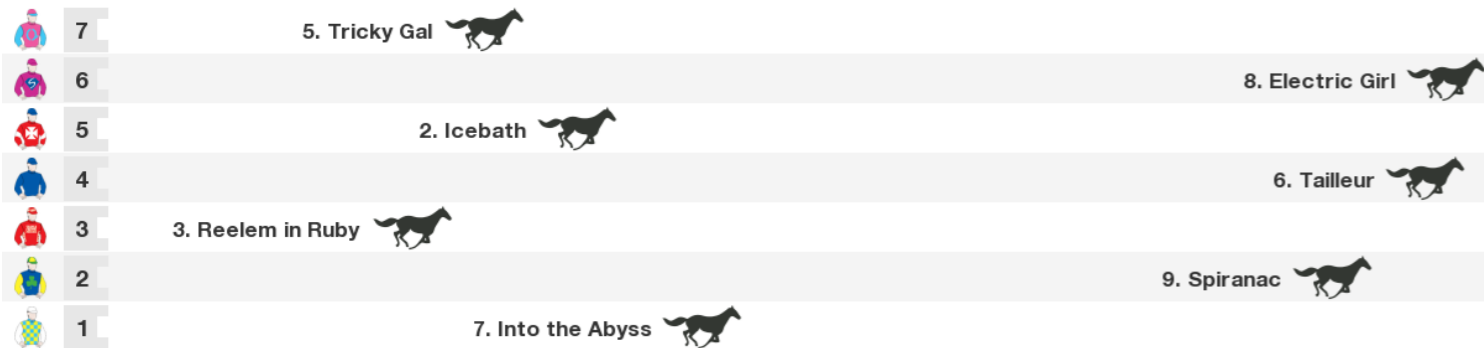 7 5. Tricky Gal
6 8. Electric Girl
5 2. Icebath
4 6. Tailleur
3 3. Reelem in Ruby
2 9. Spiranac
1 7. Into the Abyss